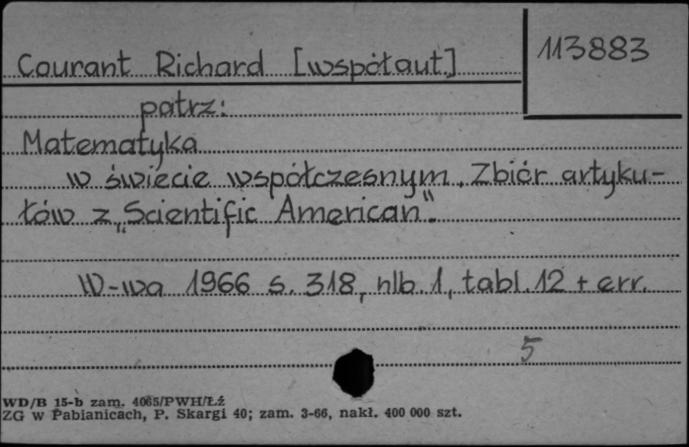 Courant Richard [współaut.]
113883
patrz:
Matematyka
w świecie współczesnym. Zbiór artyku-
łów z „Scientific American".
W-wa 1966 s. 318, nlb. 1, tabl. 12 + err.
5
WD/B 15-b zam. 4065/PWH/Łź
ZG w Pabianicach, P. Skargi 40; zam. 3-66, nakł. 400 000 szt.